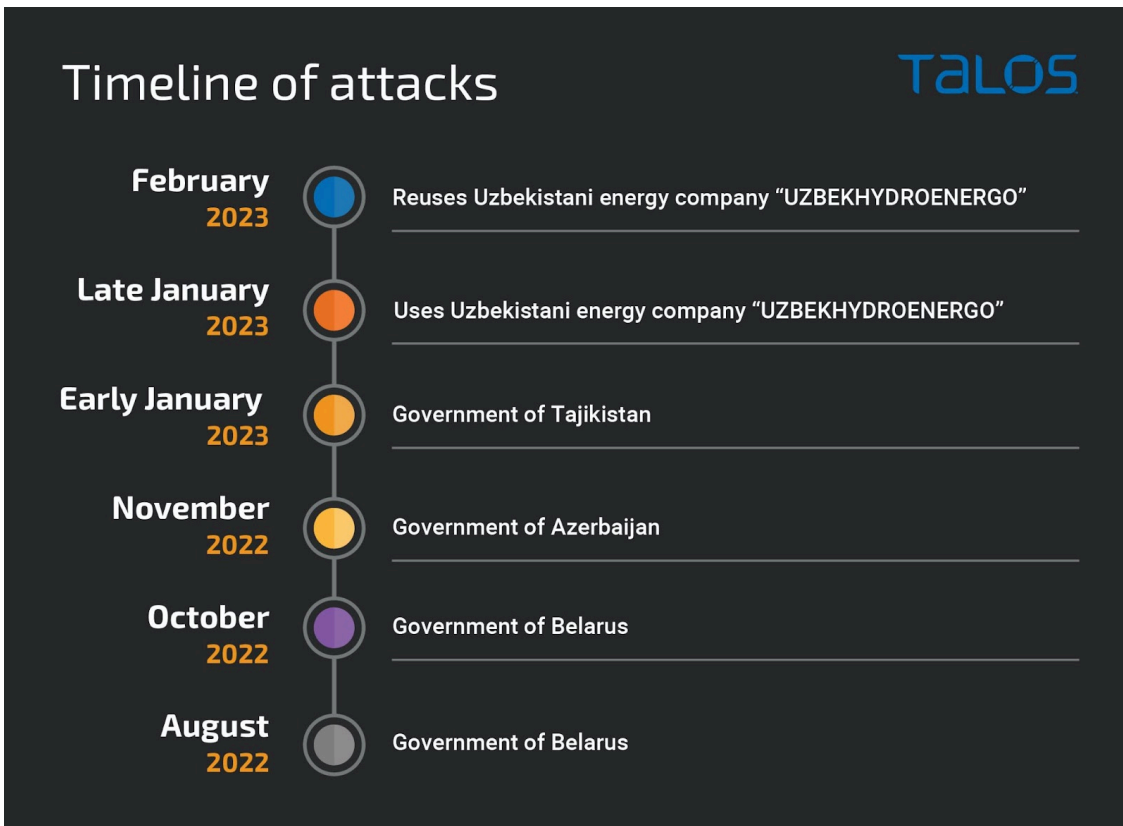 Timeline of attacks
TALOS
February
2023
Reuses Uzbekistani energy company “UZBEKHYDROENERGO”
Late January
2023
Uses Uzbekistani energy company “UZBEKHYDROENERGO”
Early January
2023
Government of Tajikistan
November
2022
Government of Azerbaijan
October
2022
Government of Belarus
August
2022
Government of Belarus